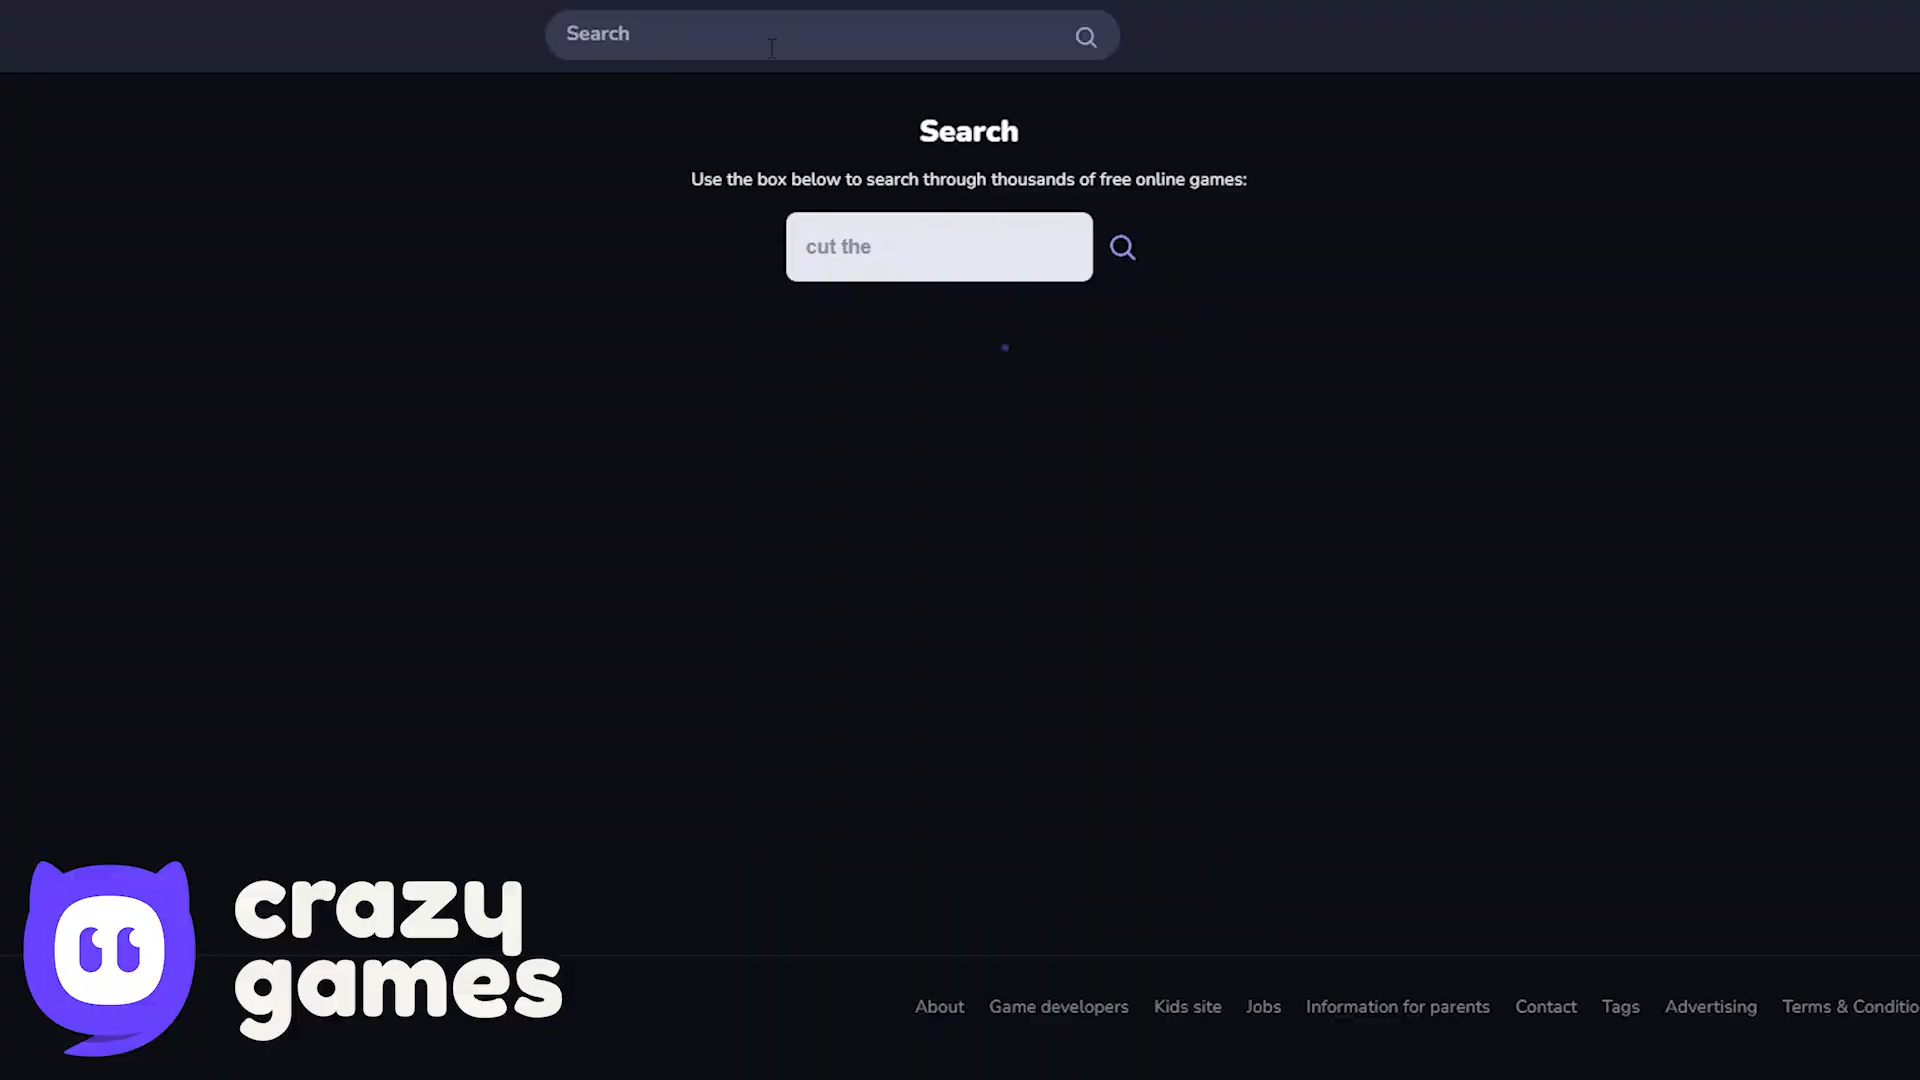 Search
Search
Use the box below to search through thousands of free online games:
cut the
crazy
games
About Game developers Kids site Jobs Information for parents Contact Tags Advertising Terms & Conditio